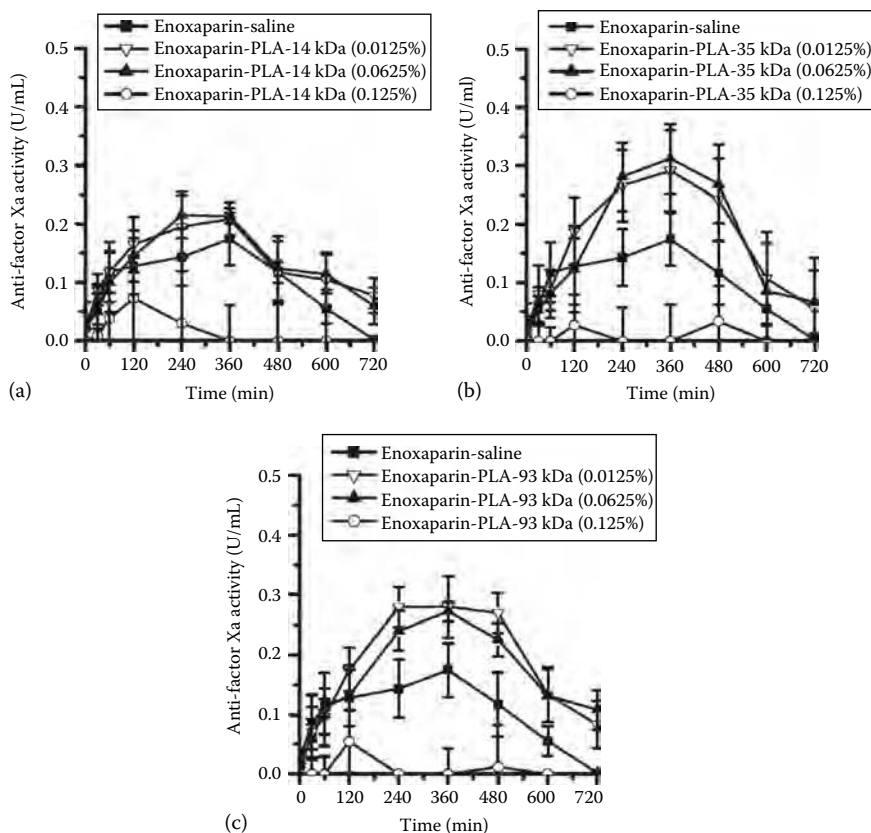 Enoxaparin-saline
Enoxaparin-PLA-14 kDa (0.0125%)
Enoxaparin-PLA-14 kDa (0.0625%)
Enoxaparin-PLA-14 kDa (0.125%)
0.5
0.4
0.3
0.2
0.1
0.0
Anti-factor Xa activity (U/mL)
0 120 240 360 480 600 720
Time (min)
(a)
Enoxaparin-saline
Enoxaparin-PLA-35 kDa (0.0125%)
Enoxaparin-PLA-35 kDa (0.0625%)
Enoxaparin-PLA-35 kDa (0.125%)
0.5
0.4
0.3
0.2
0.1
0.0
Anti-factor Xa activity (U/ml)
0 120 240 360 480 600 720
Time (min)
(b)
Enoxaparin-saline
Enoxaparin-PLA-93 kDa (0.0125%)
Enoxaparin-PLA-93 kDa (0.0625%)
Enoxaparin-PLA-93 kDa (0.125%)
0.5
0.4
0.3
0.2
0.1
0.0
Anti-factor Xa activity (U/mL)
0 120 240 360 480 600 720
Time (min)
(c)